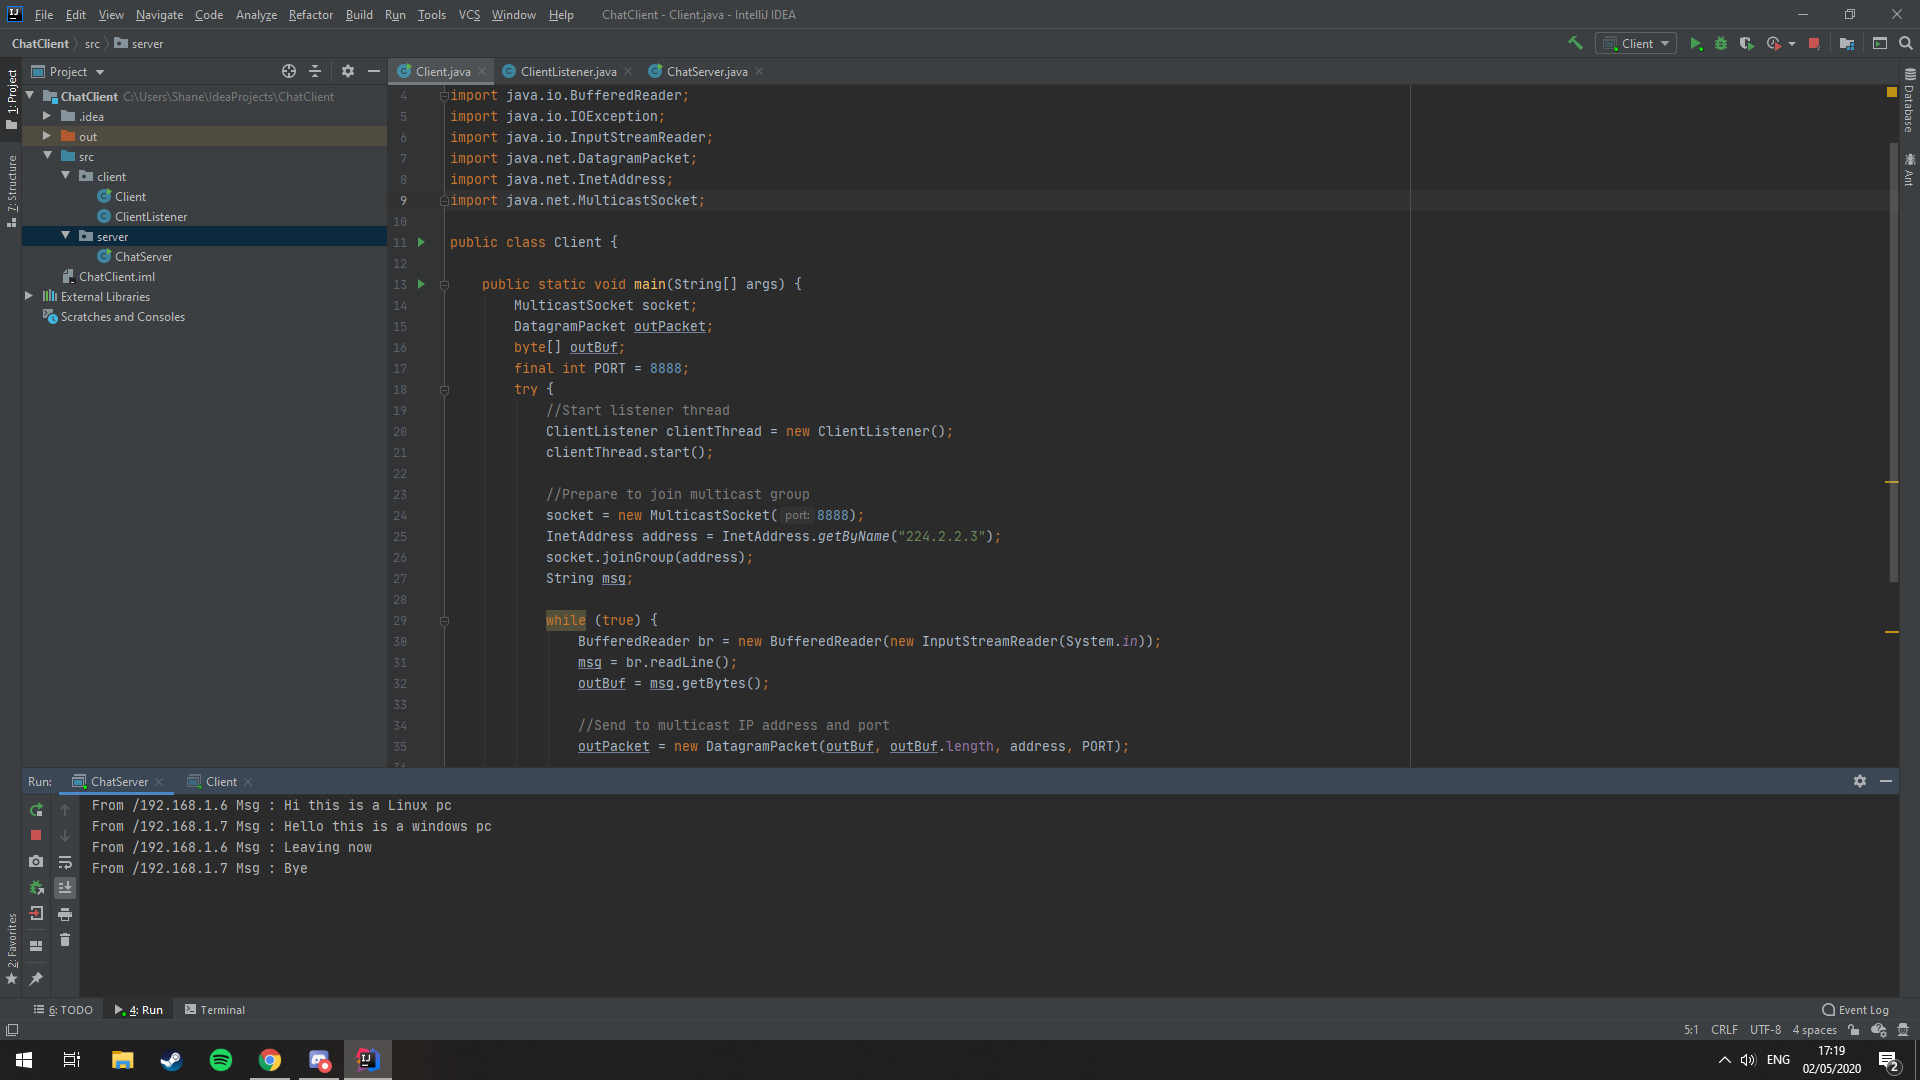 File Edit View Navigate Code Analyze Refactor Build Run Tools VCS Window Help ChatClient - Client.java - IntelliJ IDEA
ChatClient src server
Client
Project
Client.java ClientListener.java ChatServer.java
1: Project
7: Structure
2: Favorites
ChatClient C:\Users\Shane\IdeaProjects\ChatClient
.idea
out
src
client
Client
ClientListener
server
ChatServer
ChatClient.iml
External Libraries
Scratches and Consoles
4 import java.io.BufferedReader;
5 import java.io.IOException;
6 import java.io.InputStreamReader;
7 import java.net.DatagramPacket;
8 import java.net.InetAddress;
9 import java.net.MulticastSocket;
10
11 public class Client {
12
13 public static void main(String[] args) {
14 MulticastSocket socket;
15 DatagramPacket outPacket;
16 byte[] outBuf;
17 final int PORT = 8888;
18 try {
19 //Start listener thread
20 ClientListener clientThread = new ClientListener();
21 clientThread.start();
22
23 //Prepare to join multicast group
24 socket = new MulticastSocket( port: 8888);
25 InetAddress address = InetAddress.getByName("224.2.2.3");
26 socket.joinGroup(address);
27 String msg;
28
29 while (true) {
30 BufferedReader br = new BufferedReader(new InputStreamReader(System.in));
31 msg = br.readLine();
32 outBuf = msg.getBytes();
33
34 //Send to multicast IP address and port
35 outPacket = new DatagramPacket(outBuf, outBuf.length, address, PORT);
Database
Ant
Run: ChatServer Client
From /192.168.1.6 Msg : Hi this is a Linux pc
From /192.168.1.7 Msg : Hello this is a windows pc
From /192.168.1.6 Msg : Leaving now
From /192.168.1.7 Msg : Bye
6: TODO 4: Run Terminal Event Log
5:1 CRLF UTF-8 4 spaces
ENG
17:19
02/05/2020
2